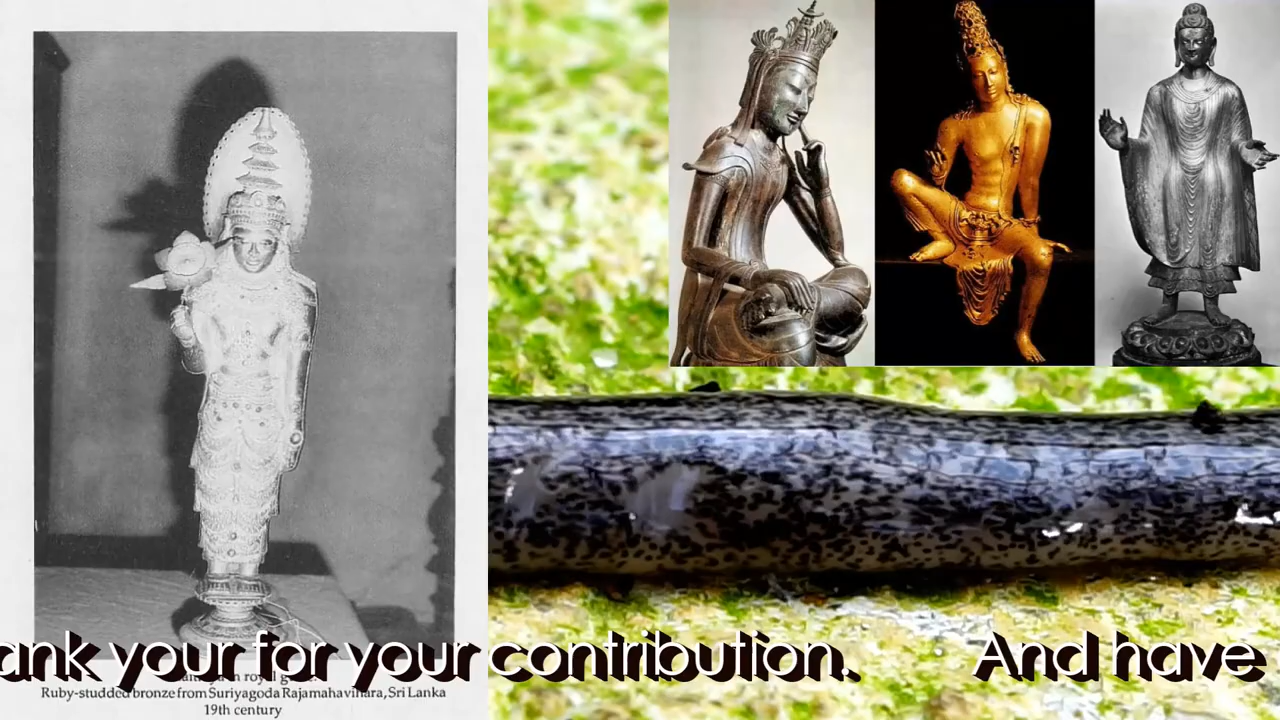 ank your for your contribution. And have
Ruby-studded bronze from Suriyagoda Rajamahavihara, Sri Lanka
19th century